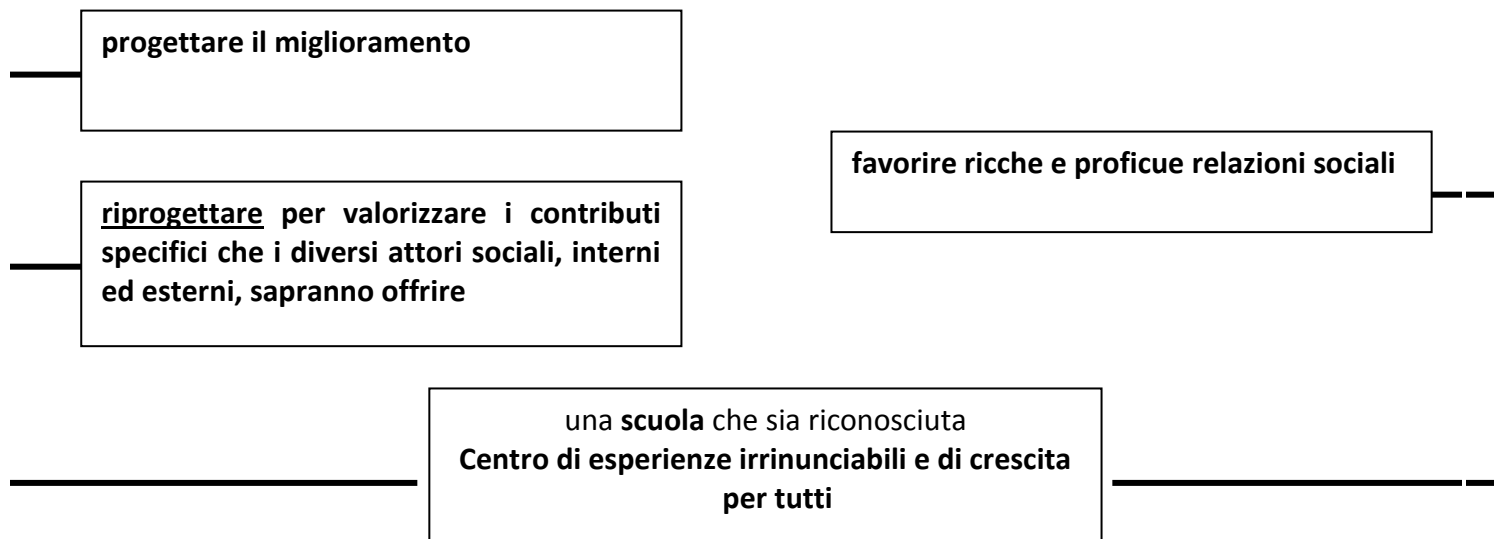 progettare il miglioramento
favorire ricche e proficue relazioni sociali
riprogettare per valorizzare i contributi
specifici che i diversi attori sociali, interni
ed esterni, sapranno offrire
una scuola che sia riconosciuta
Centro di esperienze irrinunciabili e di crescita
per tutti